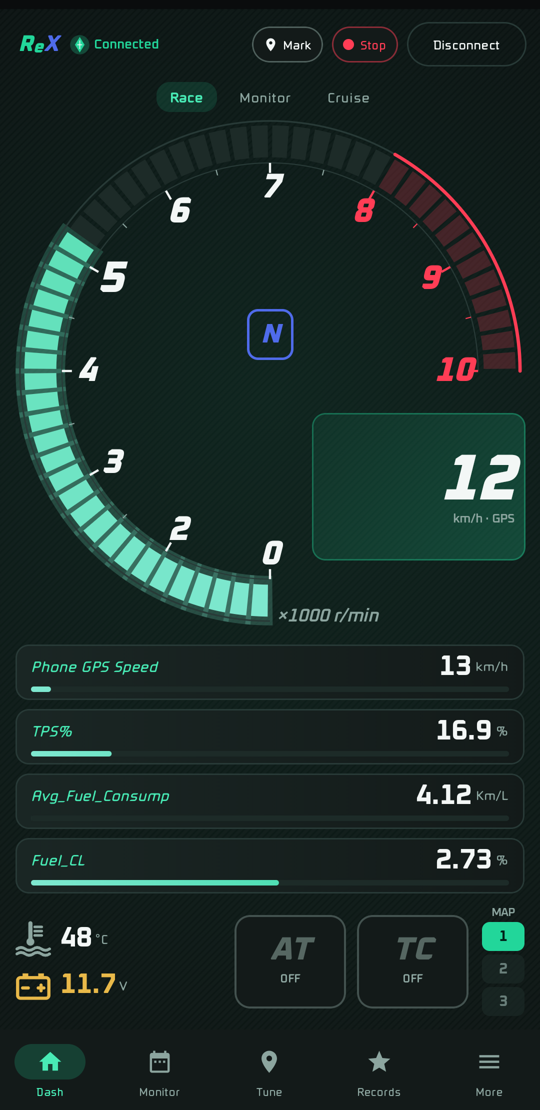 ReX Connected Mark Stop Disconnect
Race Monitor Cruise
7
6 8
5 9
N
4 10
3
12
km/h · GPS
2
0
×1000 r/min
Phone GPS Speed 13 km/h
TPS% 16.9 %
Avg_Fuel_Consump 4.12 Km/L
Fuel_CL 2.73 %
48 °C
11.7 V
AT
OFF
TC
OFF
MAP
1
2
3
Dash Monitor Tune Records More